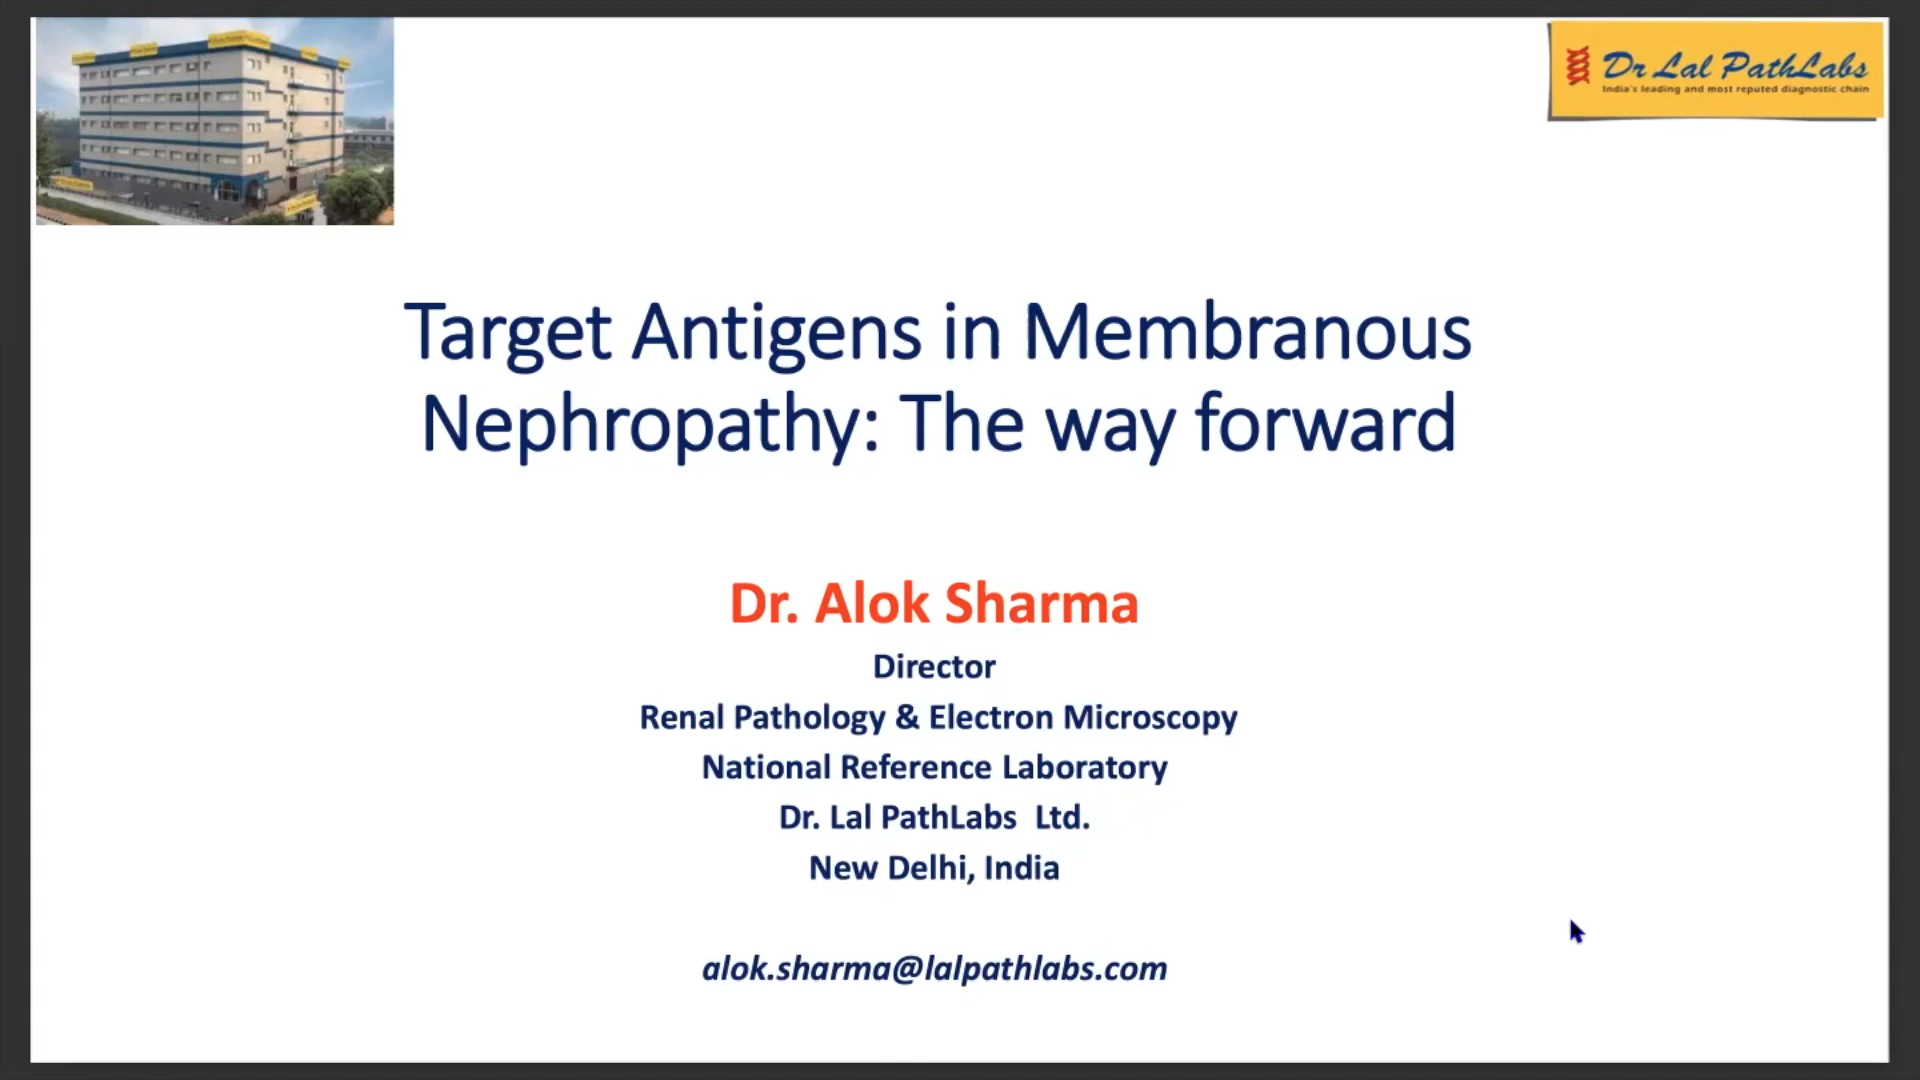 Dr Lal PathLabs
India's leading and most reputed diagnostic chain
Target Antigens in Membranous
Nephropathy: The way forward
Dr. Alok Sharma
Director
Renal Pathology & Electron Microscopy
National Reference Laboratory
Dr. Lal PathLabs Ltd.
New Delhi, India
alok.sharma@lalpathlabs.com